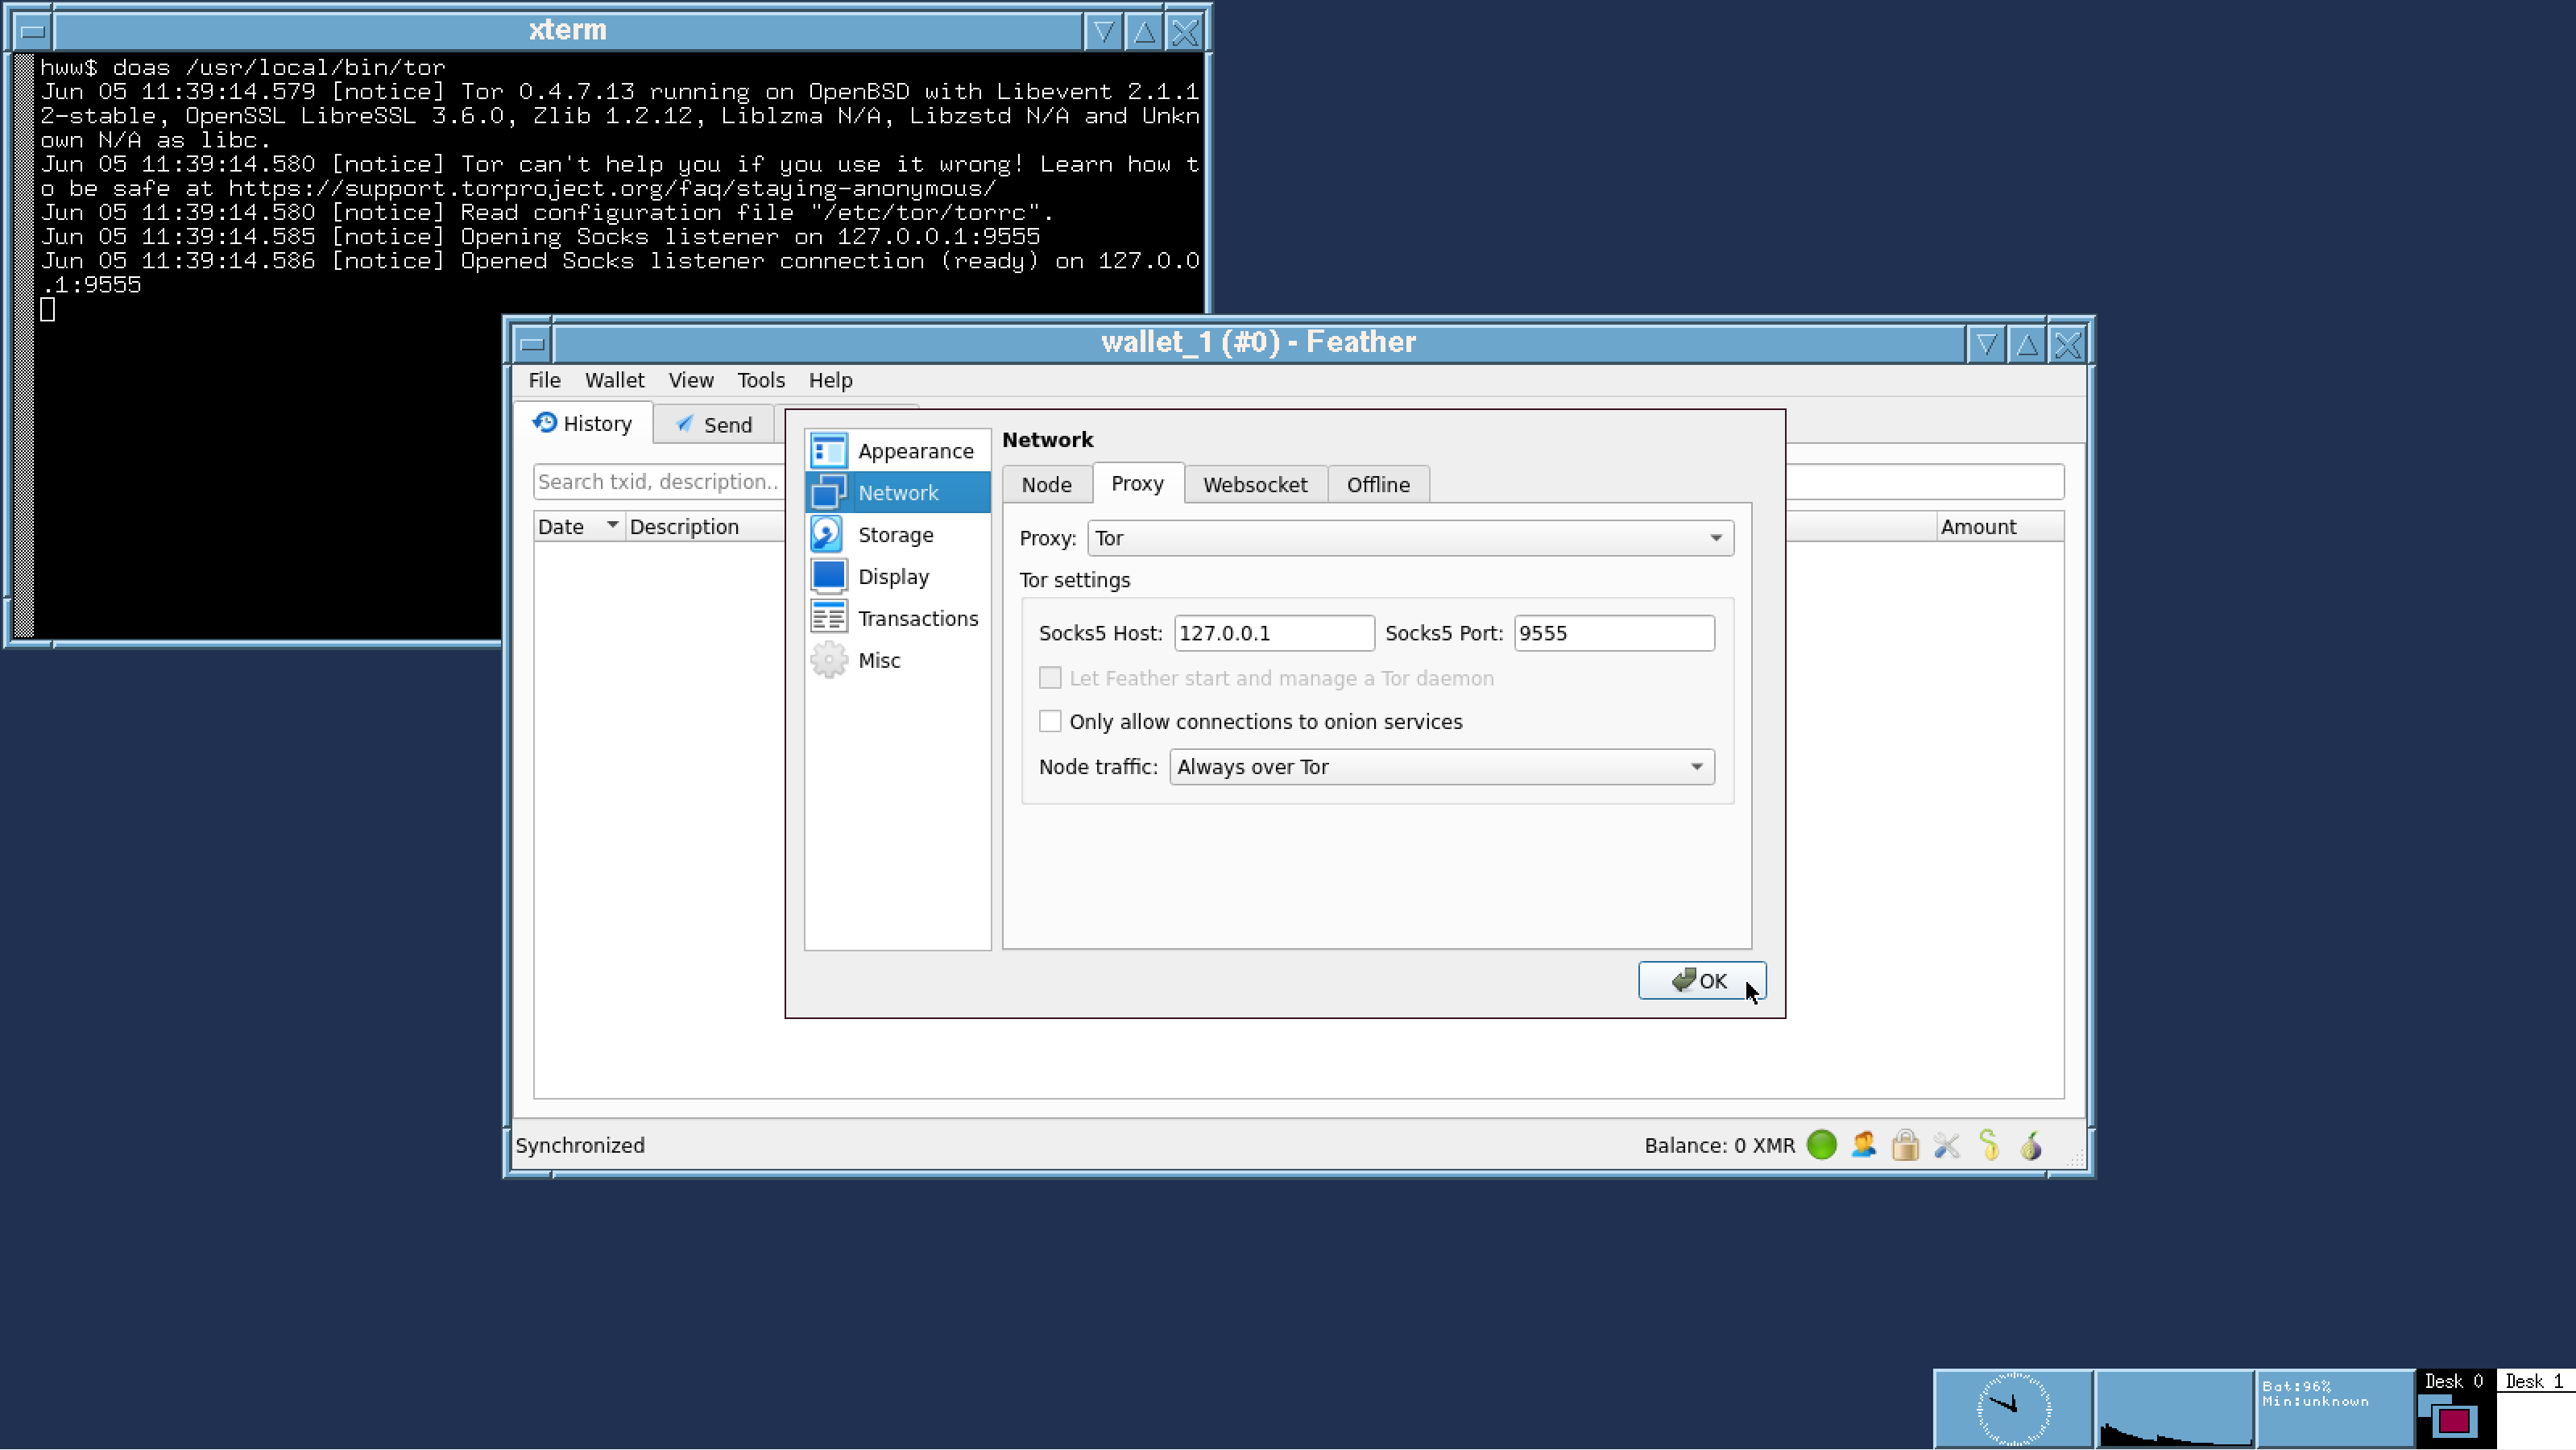 xterm
hww$ doas /usr/local/bin/tor
Jun 05 11:39:14.579 [notice] Tor 0.4.7.13 running on OpenBSD with Libevent 2.1.1
2-stable, OpenSSL LibreSSL 3.6.0, Zlib 1.2.12, Liblzma N/A, Libzstd N/A and Unkn
own N/A as libc.
Jun 05 11:39:14.580 [notice] Tor can't help you if you use it wrong! Learn how t
o be safe at https://support.torproject.org/faq/staying-anonymous/
Jun 05 11:39:14.580 [notice] Read configuration file "/etc/tor/torrc".
Jun 05 11:39:14.585 [notice] Opening Socks listener on 127.0.0.1:9555
Jun 05 11:39:14.586 [notice] Opened Socks listener connection (ready) on 127.0.0
.1:9555
wallet_1 (#0) - Feather
File Wallet View Tools Help
History Send
Search txid, description..
Date Description Amount
Appearance
Network
Storage
Display
Transactions
Misc
Network
Node Proxy Websocket Offline
Proxy: Tor
Tor settings
Socks5 Host: 127.0.0.1 Socks5 Port: 9555
Let Feather start and manage a Tor daemon
Only allow connections to onion services
Node traffic: Always over Tor
OK
Synchronized Balance: 0 XMR
Bat:96%
Min:unknown
Desk 0 Desk 1